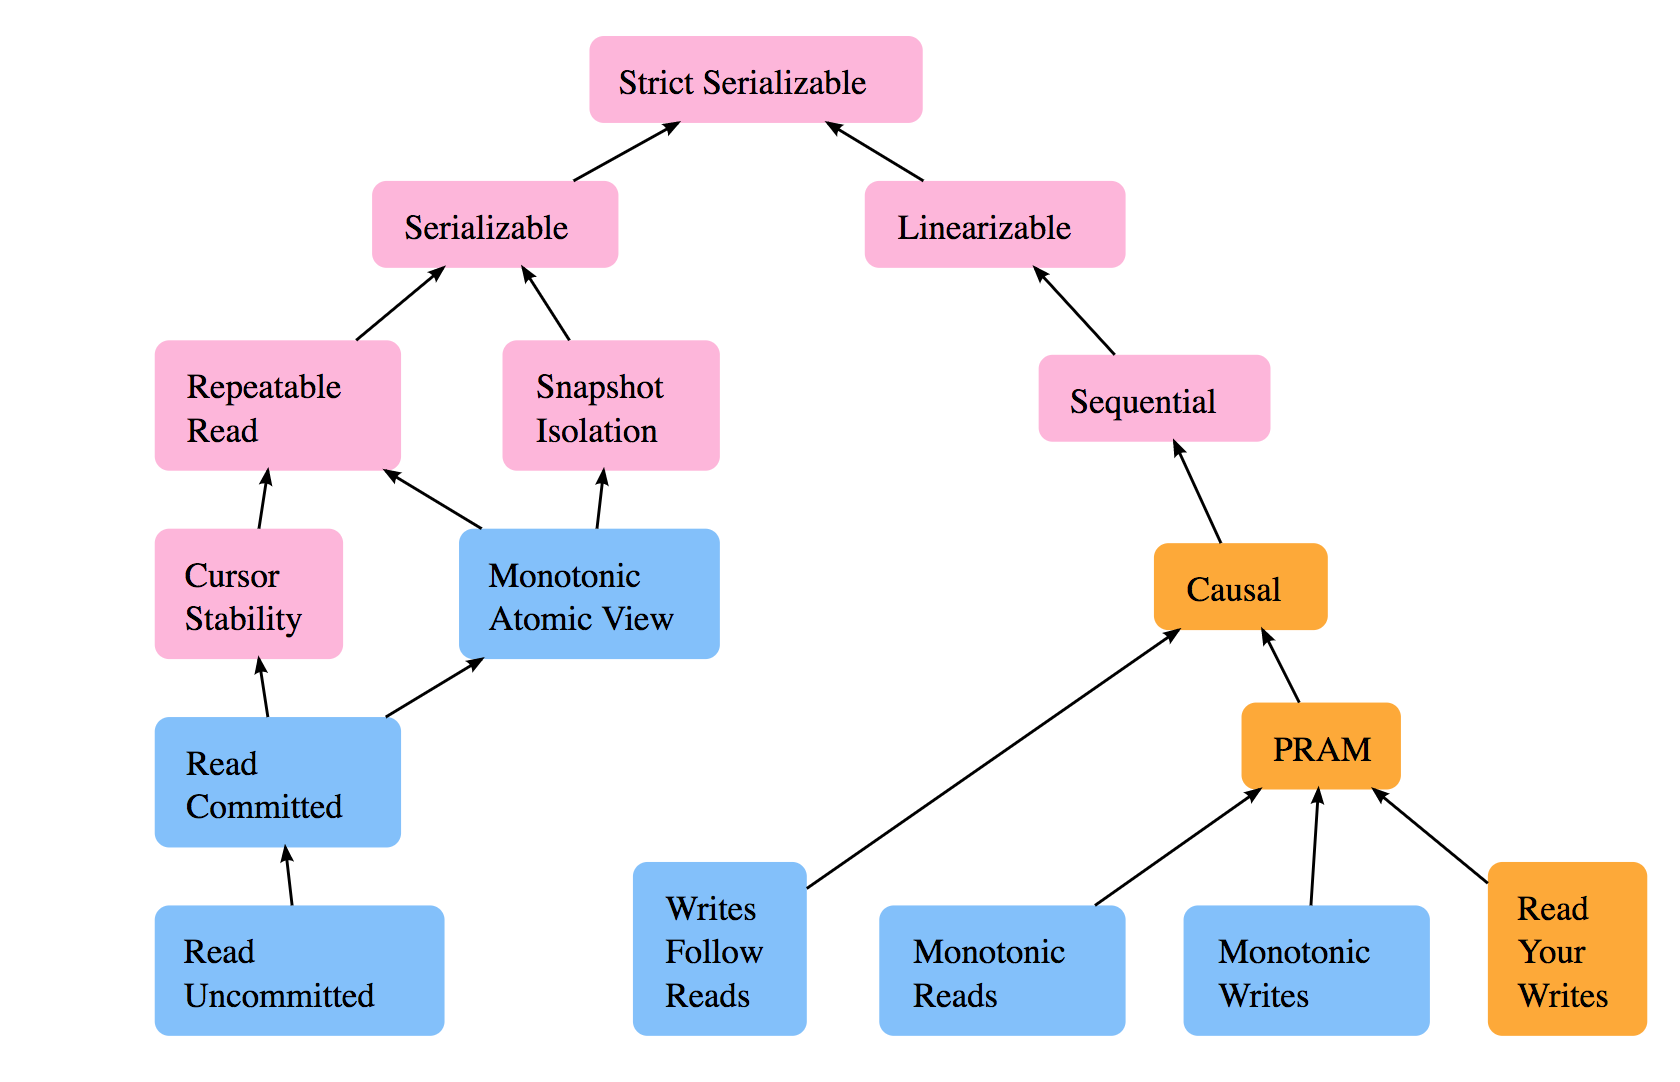 Strict Serializable
Serializable
Linearizable
Repeatable
Read
Snapshot
Isolation
Sequential
Cursor
Stability
Monotonic
Atomic View
Causal
Read
Committed
PRAM
Read
Uncommitted
Writes
Follow
Reads
Monotonic
Reads
Monotonic
Writes
Read
Your
Writes